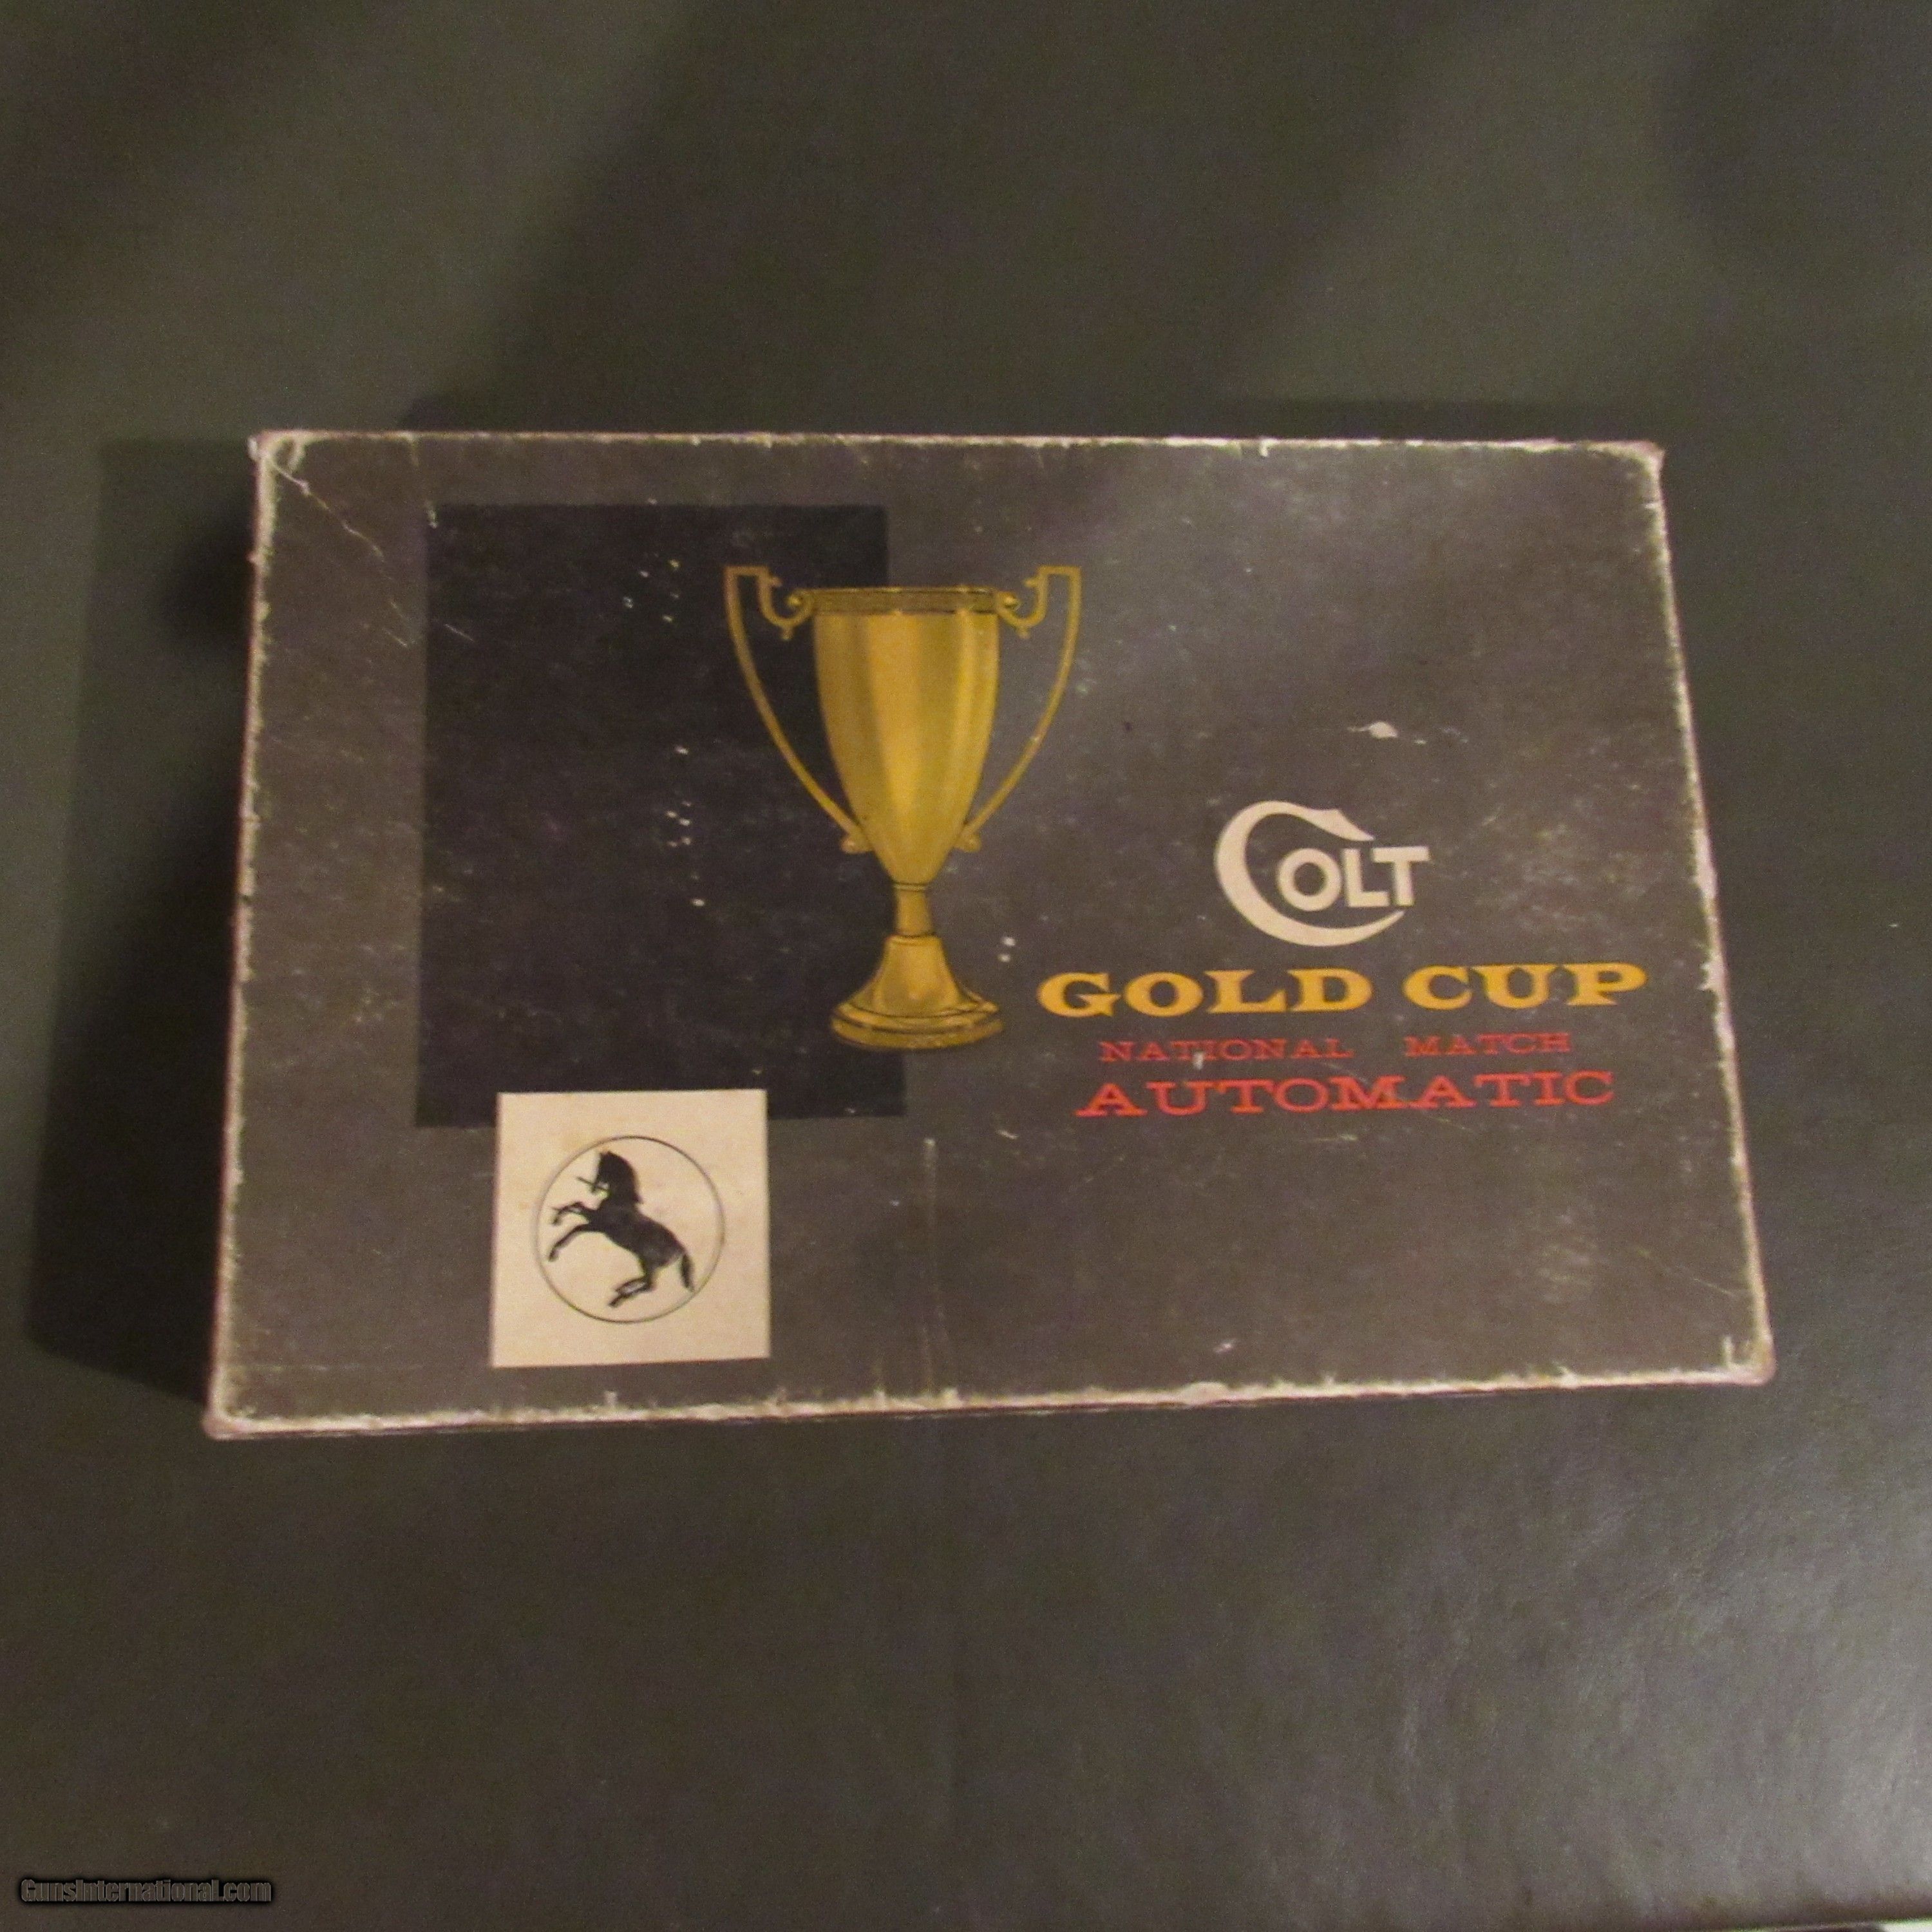 COLT
GOLD CUP
NATIONAL MATCH
AUTOMATIC
GunsInternational.com